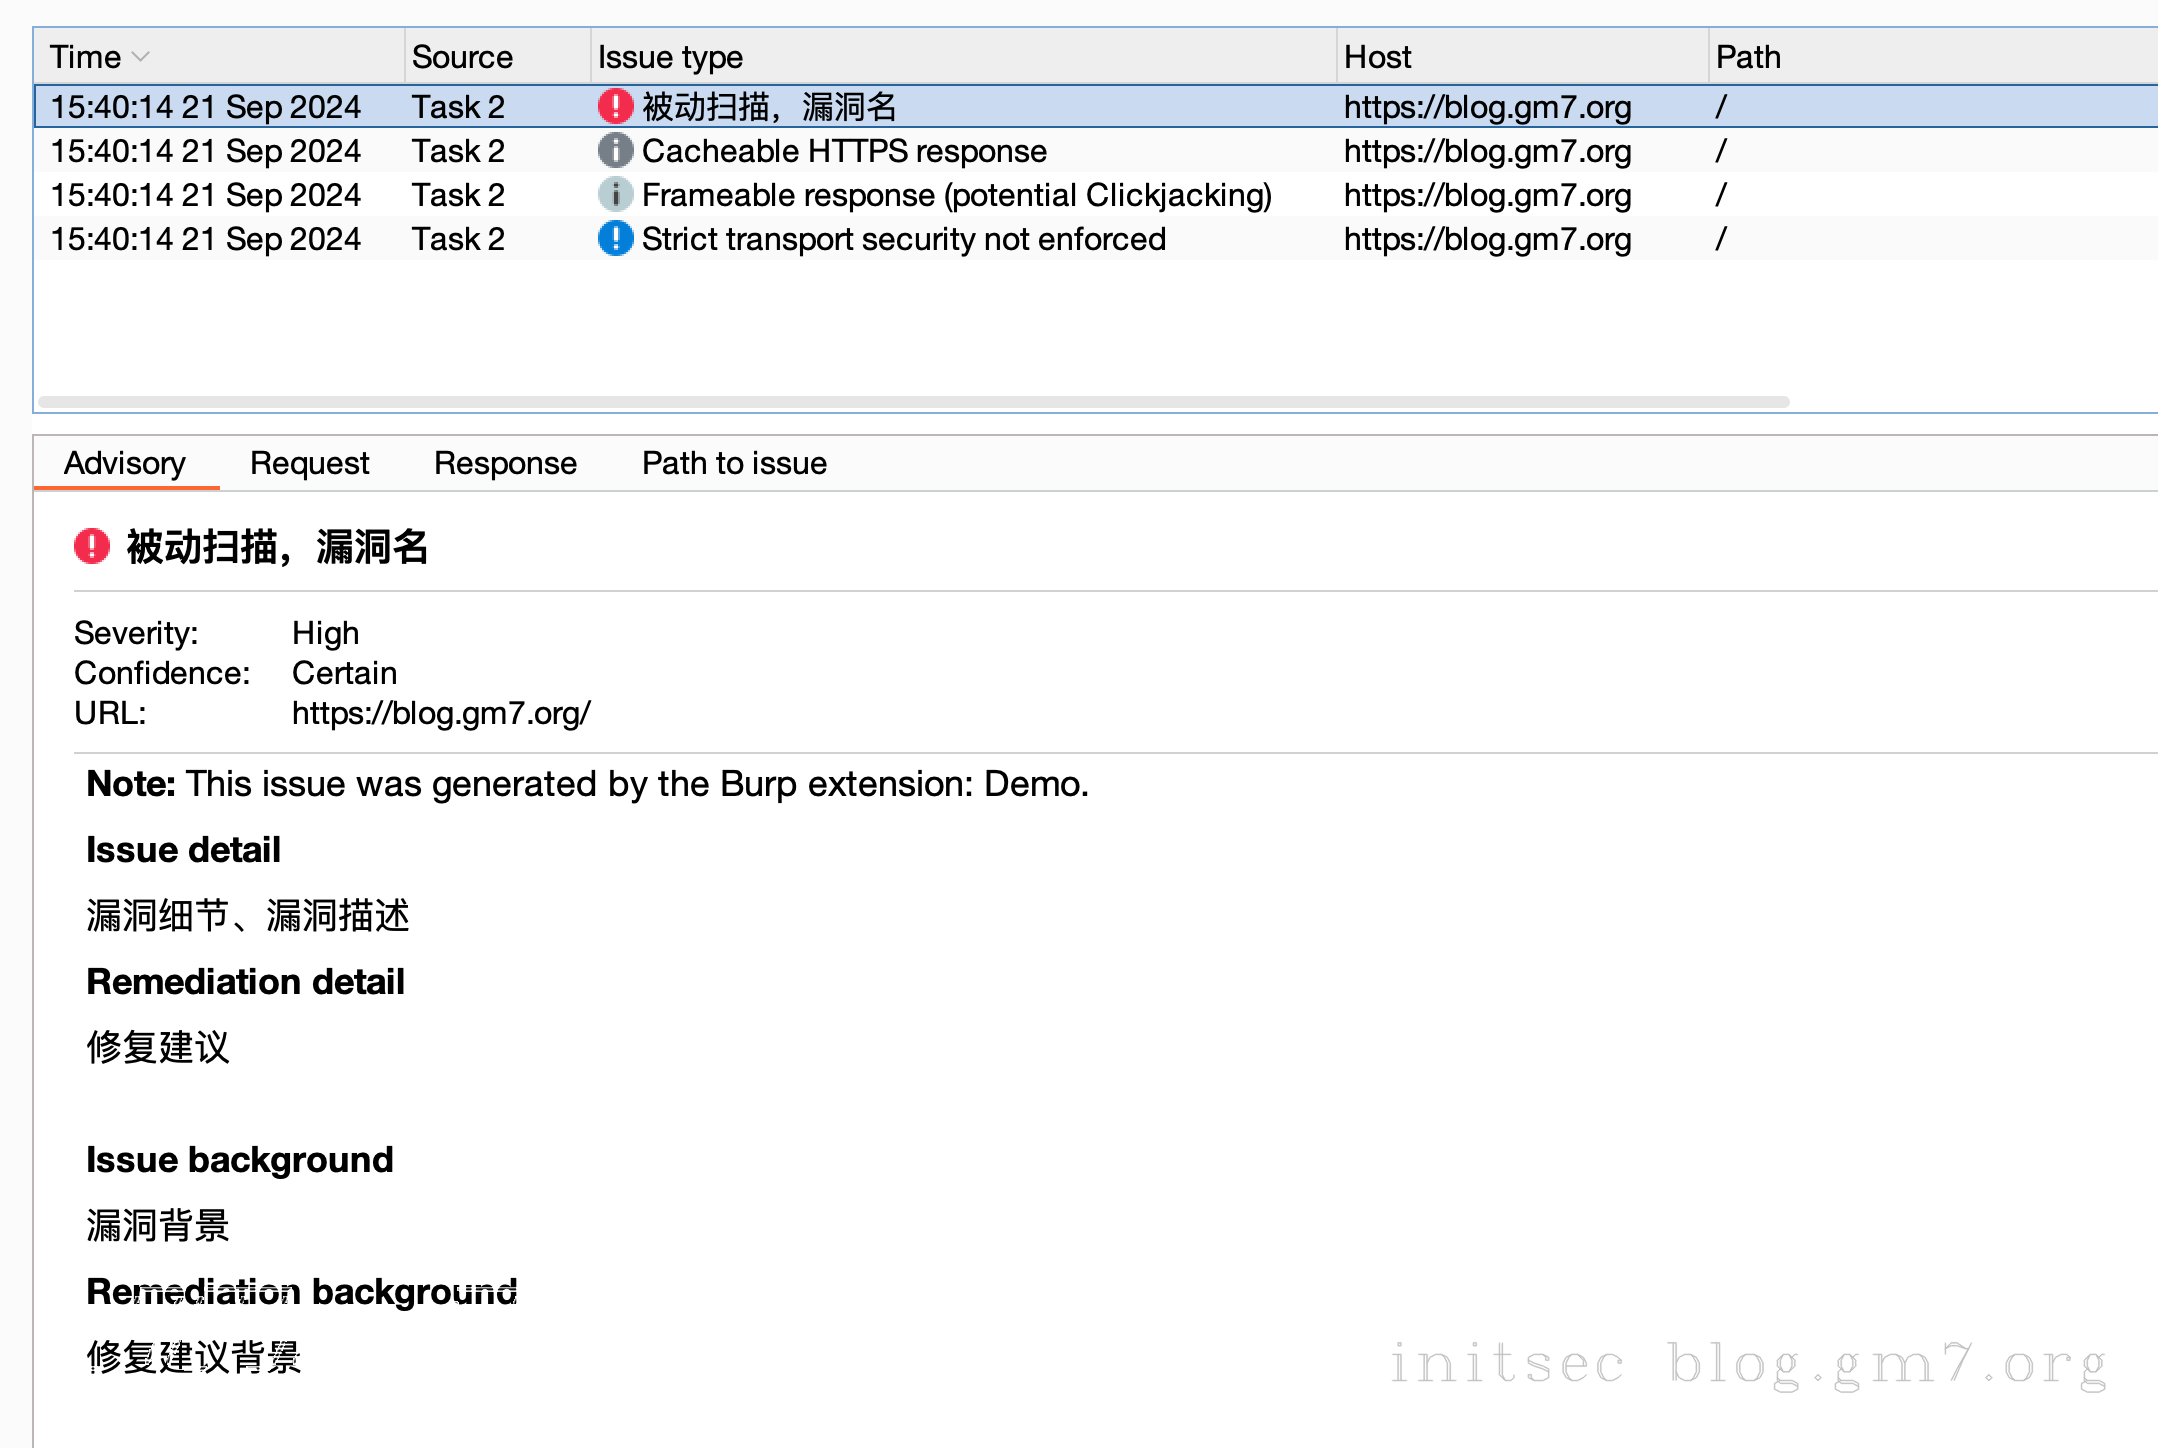 Time Source Issue type Host Path
15:40:14 21 Sep 2024 Task 2 被动扫描，漏洞名 https://blog.gm7.org /
15:40:14 21 Sep 2024 Task 2 Cacheable HTTPS response https://blog.gm7.org /
15:40:14 21 Sep 2024 Task 2 Frameable response (potential Clickjacking) https://blog.gm7.org /
15:40:14 21 Sep 2024 Task 2 Strict transport security not enforced https://blog.gm7.org /
Advisory Request Response Path to issue
被动扫描，漏洞名
Severity: High
Confidence: Certain
URL: https://blog.gm7.org/
Note: This issue was generated by the Burp extension: Demo.
Issue detail
漏洞细节、漏洞描述
Remediation detail
修复建议
Issue background
漏洞背景
Remediation background
修复建议背景
initsec blog.gm7.org